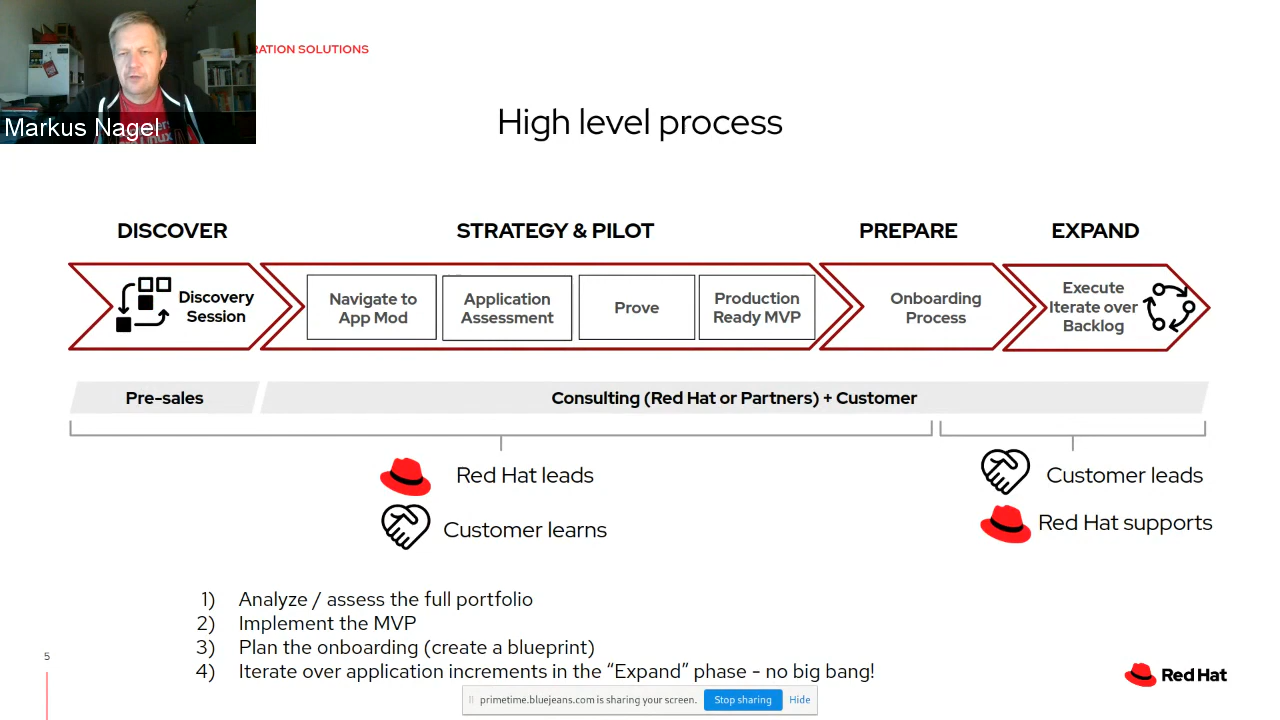 RATION SOLUTIONS
Markus Nagel
High level process
DISCOVER
STRATEGY & PILOT
PREPARE
EXPAND
Discovery
Session
Navigate to
App Mod
Application
Assessment
Prove
Production
Ready MVP
Onboarding
Process
Execute
Iterate over
Backlog
Pre-sales
Consulting (Red Hat or Partners) + Customer
Red Hat leads
Customer learns
Customer leads
Red Hat supports
1) Analyze / assess the full portfolio
2) Implement the MVP
3) Plan the onboarding (create a blueprint)
4) Iterate over application increments in the “Expand” phase - no big bang!
5
Red Hat
primetime.bluejeans.com is sharing your screen.
Stop sharing
Hide